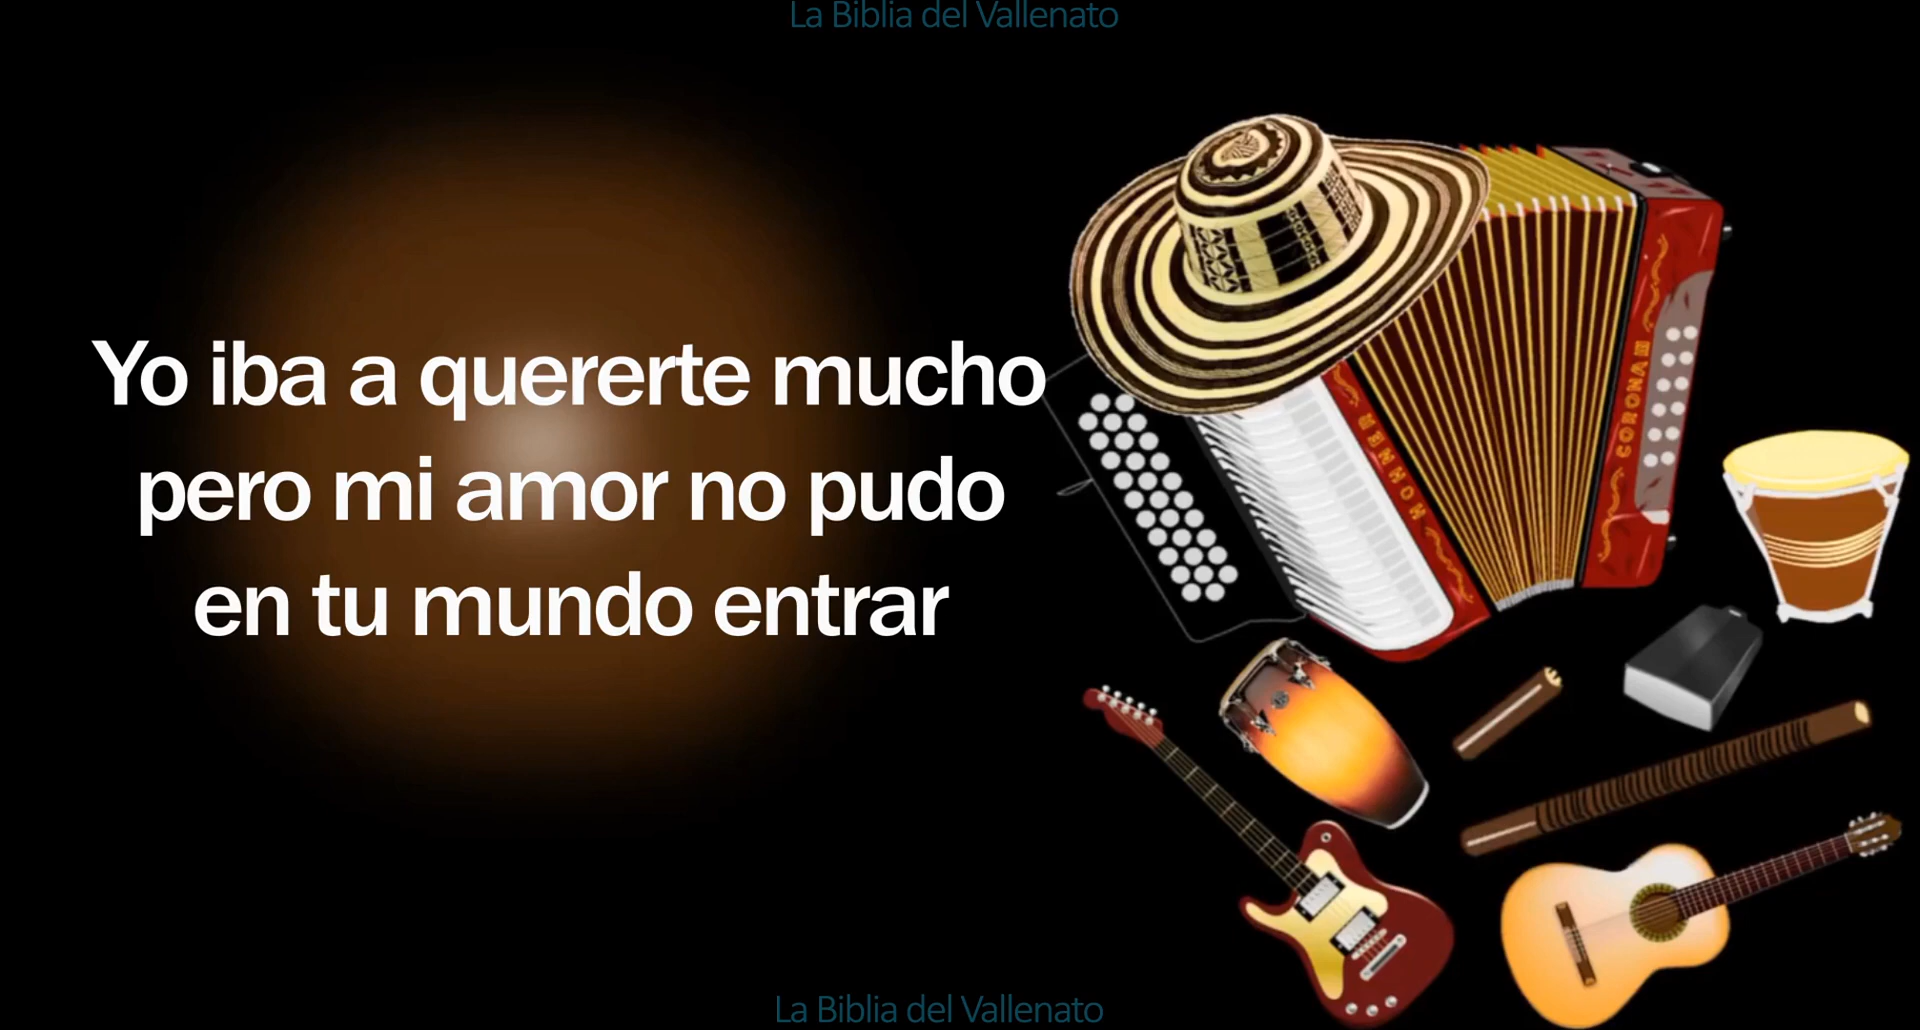 La Biblia del Vallenato
Yo iba a quererte mucho
pero mi amor no pudo
en tu mundo entrar
HOHNER
CORONA III
La Biblia del Vallenato